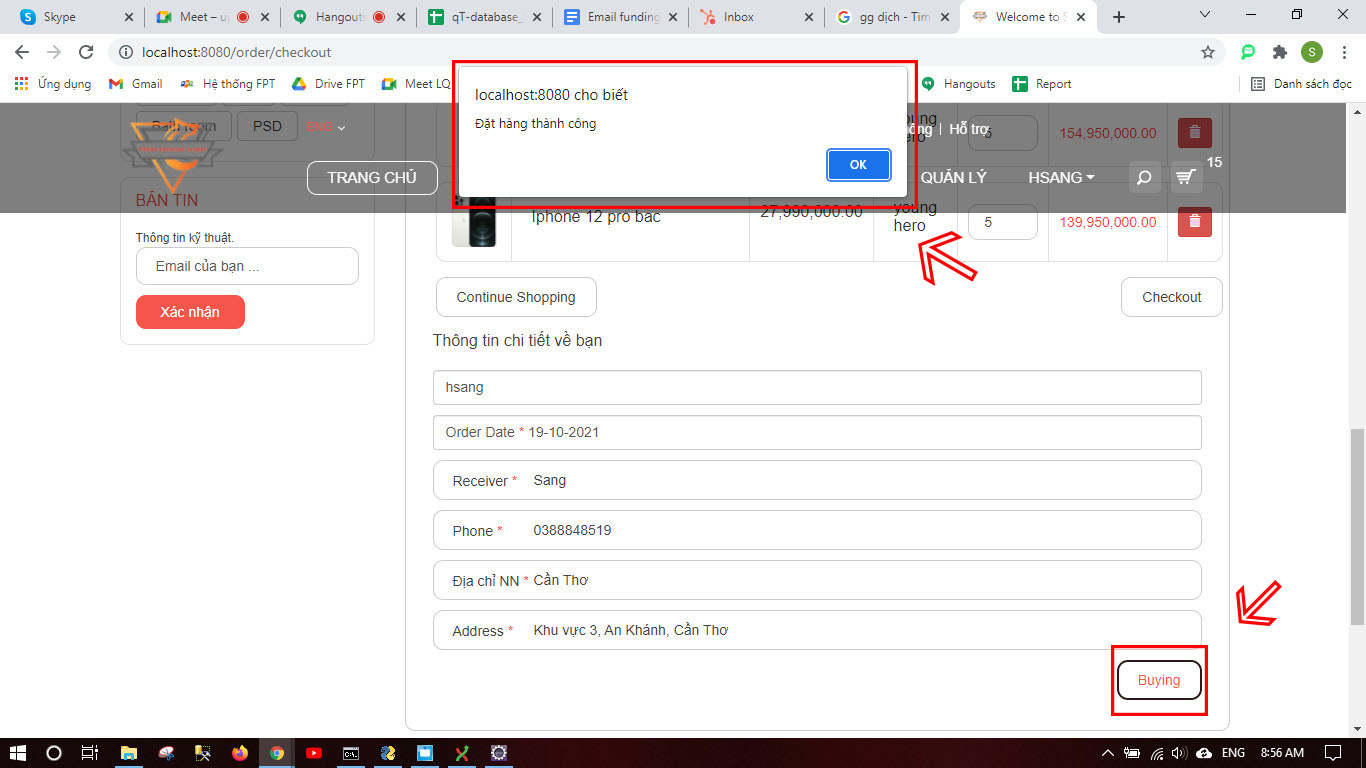 Skype
Meet – u
Hangouts
qT-database_
Email funding
Inbox
gg dịch - Tìm
Welcome to S
localhost:8080/order/checkout
S
Ứng dụng
Gmail
Hệ thống FPT
Drive FPT
Meet LQ
Hangouts
Report
Danh sách đọc
localhost:8080 cho biết
Đặt hàng thành công
OK
Bath room
PSD
Hỗ trợ
young
hero
5
154,950,000.00
TRANG CHỦ
QUẢN LÝ
HSANG
15
BẢN TIN
Thông tin kỹ thuật.
Email của bạn ...
Xác nhận
Iphone 12 pro bạc
27,990,000.00
young
hero
5
139,950,000.00
Continue Shopping
Checkout
Thông tin chi tiết về bạn
hsang
Order Date * 19-10-2021
Receiver * Sang
Phone * 0388848519
Địa chỉ NN * Cần Thơ
Address * Khu vực 3, An Khánh, Cần Thơ
Buying
ENG
8:56 AM